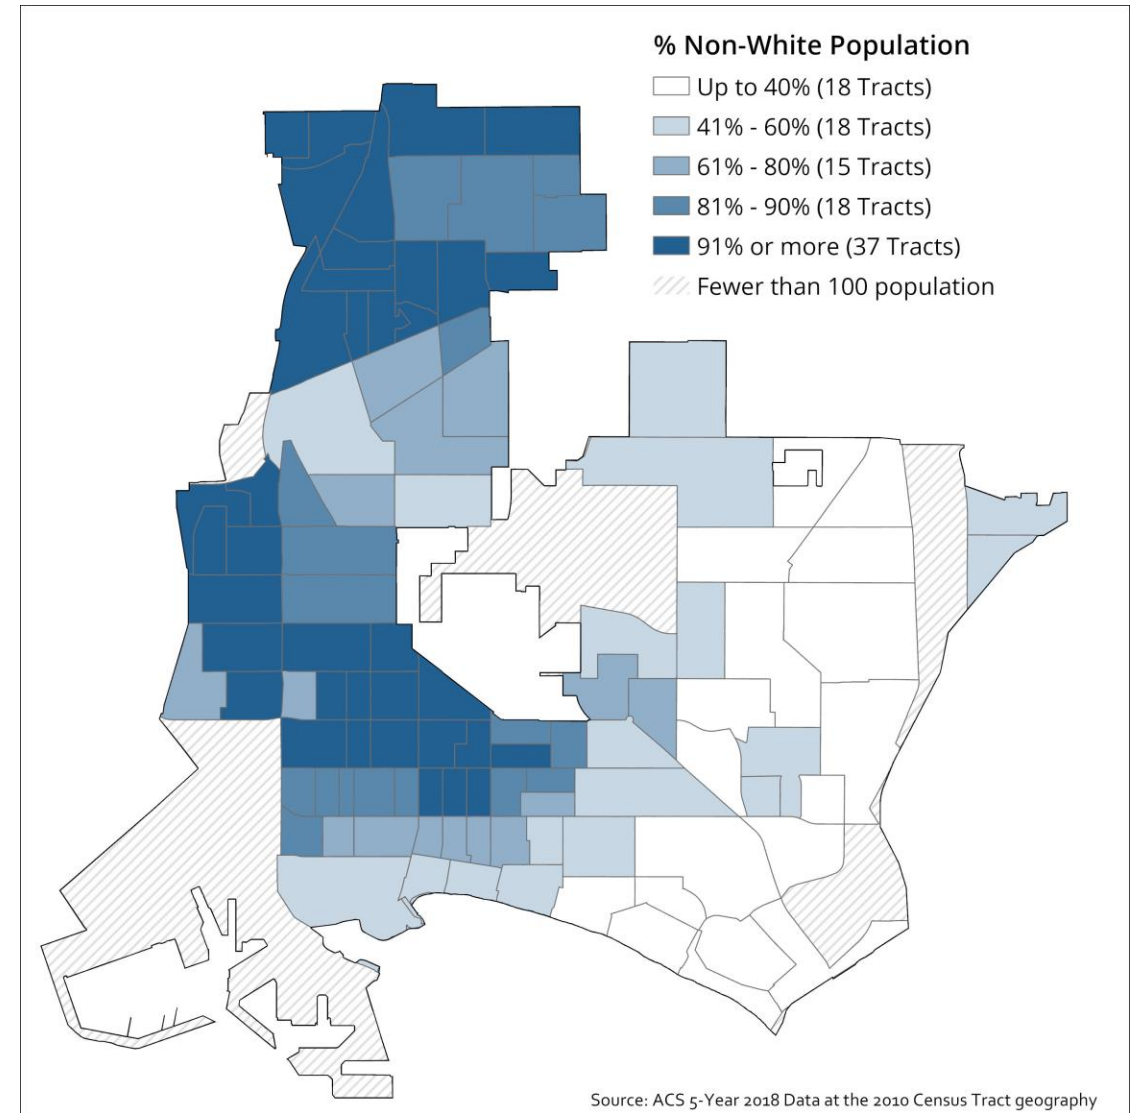 % Non-White Population
Up to 40% (18 Tracts)
41% - 60% (18 Tracts)
61% - 80% (15 Tracts)
81% - 90% (18 Tracts)
91% or more (37 Tracts)
Fewer than 100 population
Source: ACS 5-Year 2018 Data at the 2010 Census Tract geography